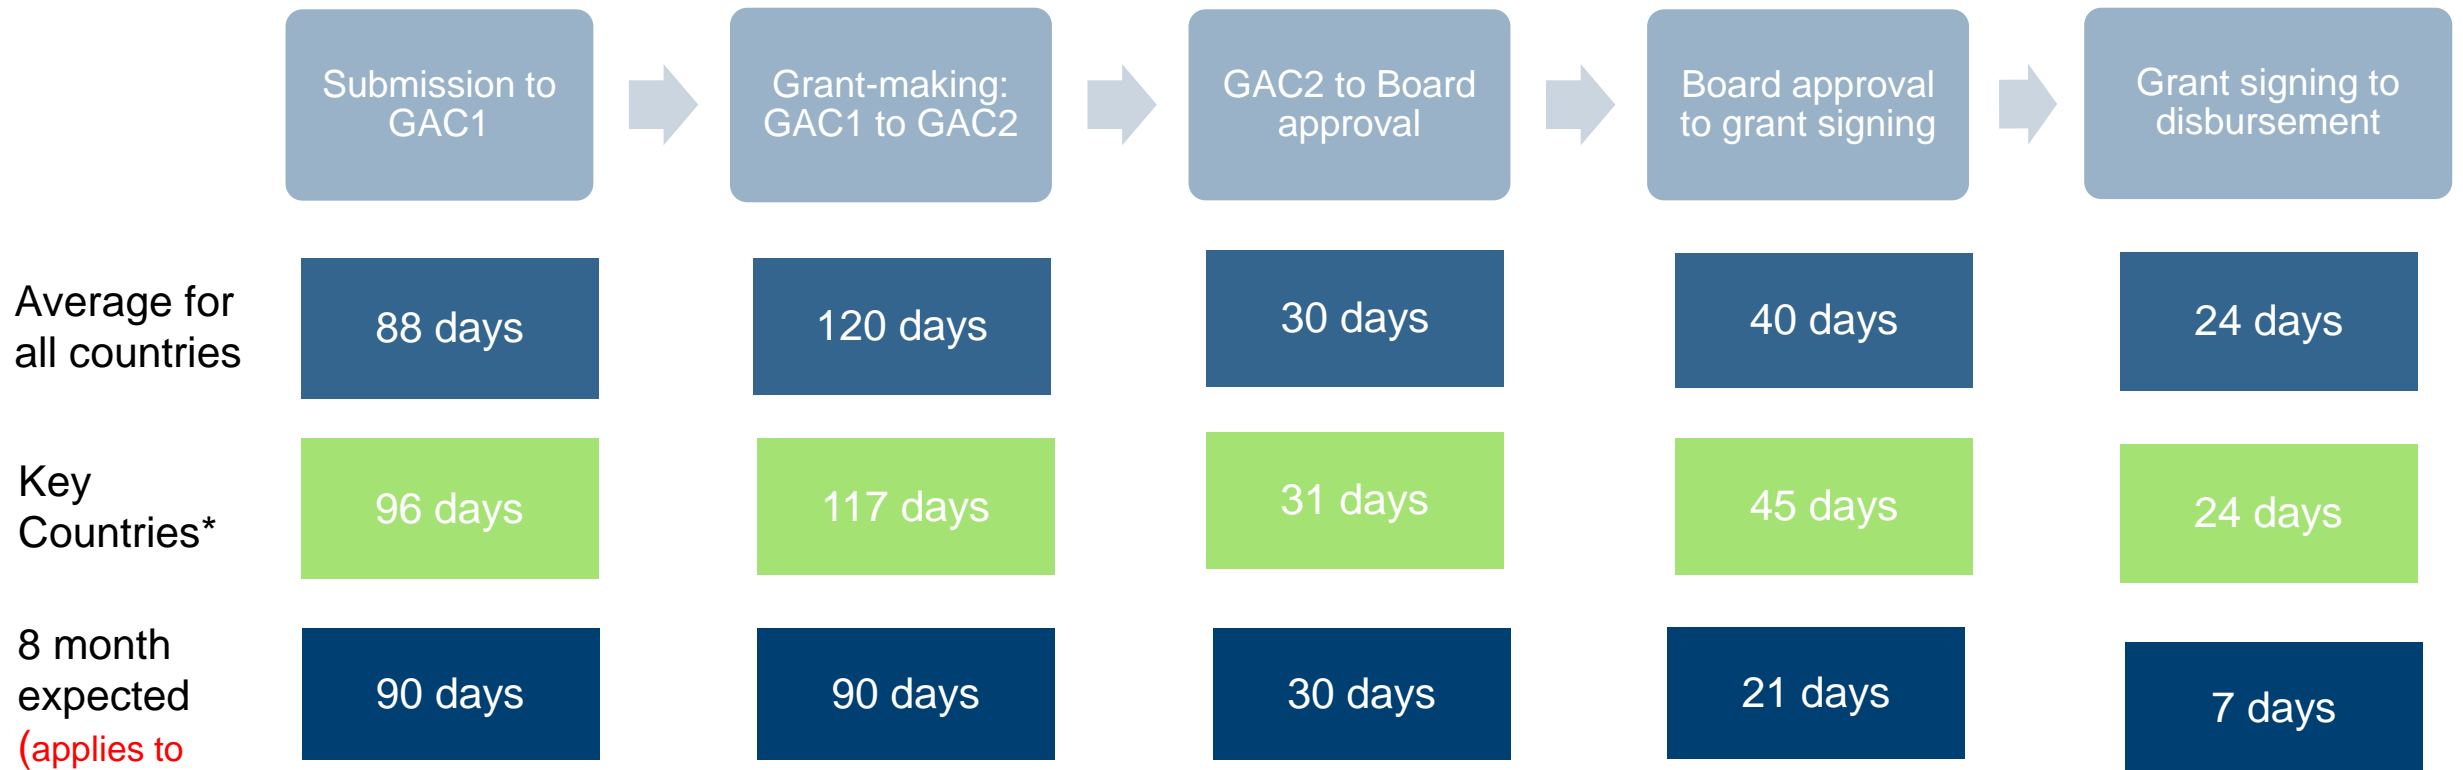 Submission to
GAC1
Grant-making:
GAC1 to GAC2
GAC2 to Board
approval
Board approval
to grant signing
Grant signing to
disbursement
Average for
all countries
88 days
120 days
30 days
40 days
24 days
Key
Countries*
96 days
117 days
31 days
45 days
24 days
8 month
expected
(applies to
90 days
90 days
30 days
21 days
7 days